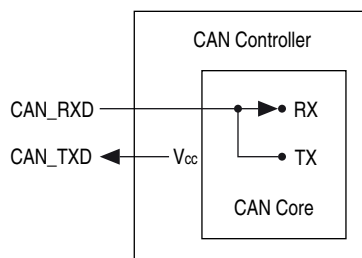 CAN Controller
CAN_RXD
RX
CAN_TXD
Vcc
TX
CAN Core